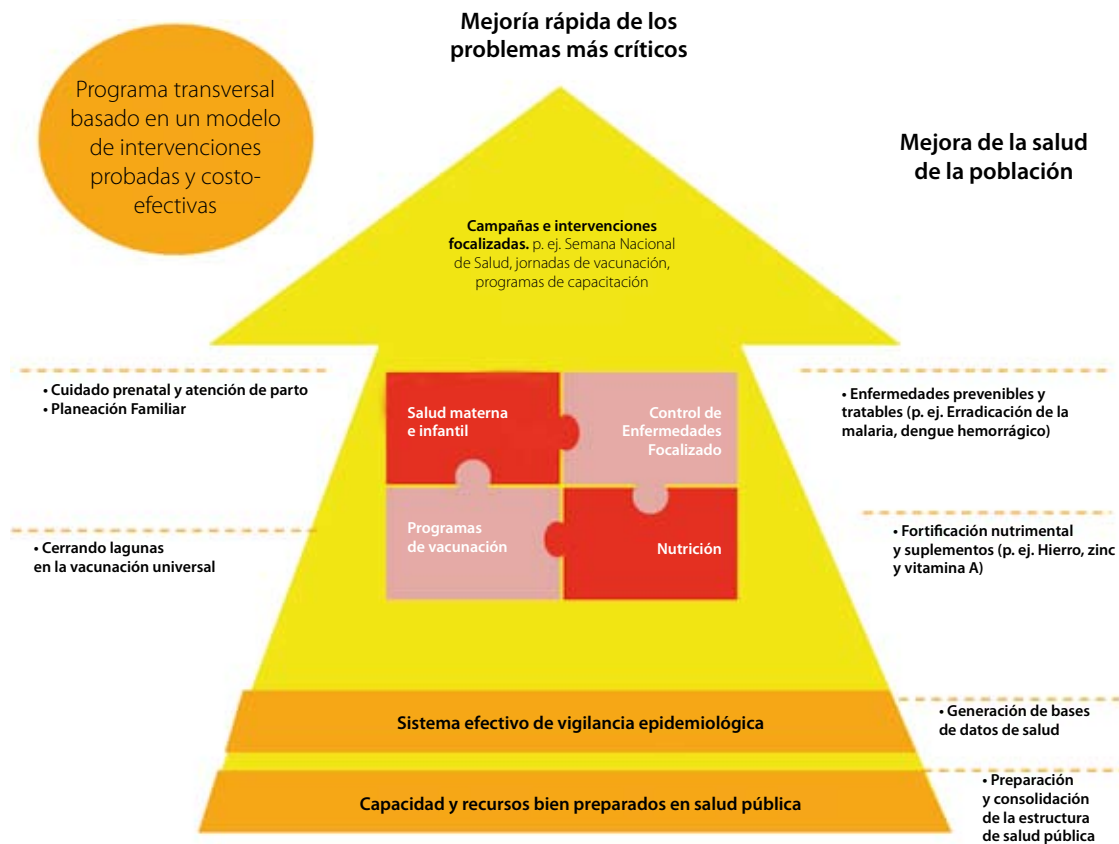 Mejoría rápida de los
problemas más críticos
Programa transversal
basado en un modelo
de intervenciones
probadas y costo-
efectivas
Mejora de la salud
de la población
Campañas e intervenciones
focalizadas. p. ej. Semana Nacional
de Salud, jornadas de vacunación,
programas de capacitación
• Cuidado prenatal y atención de parto
• Planeación Familiar
Salud materna
e infantil
Control de
Enfermedades
Focalizado
• Enfermedades prevenibles y
tratables (p. ej. Erradicación de la
malaria, dengue hemorrágico)
• Cerrando lagunas
en la vacunación universal
Programas
de vacunación
Nutrición
• Fortificación nutrimental
y suplementos (p. ej. Hierro, zinc
y vitamina A)
Sistema efectivo de vigilancia epidemiológica
• Generación de bases
de datos de salud
Capacidad y recursos bien preparados en salud pública
• Preparación
y consolidación
de la estructura
de salud pública